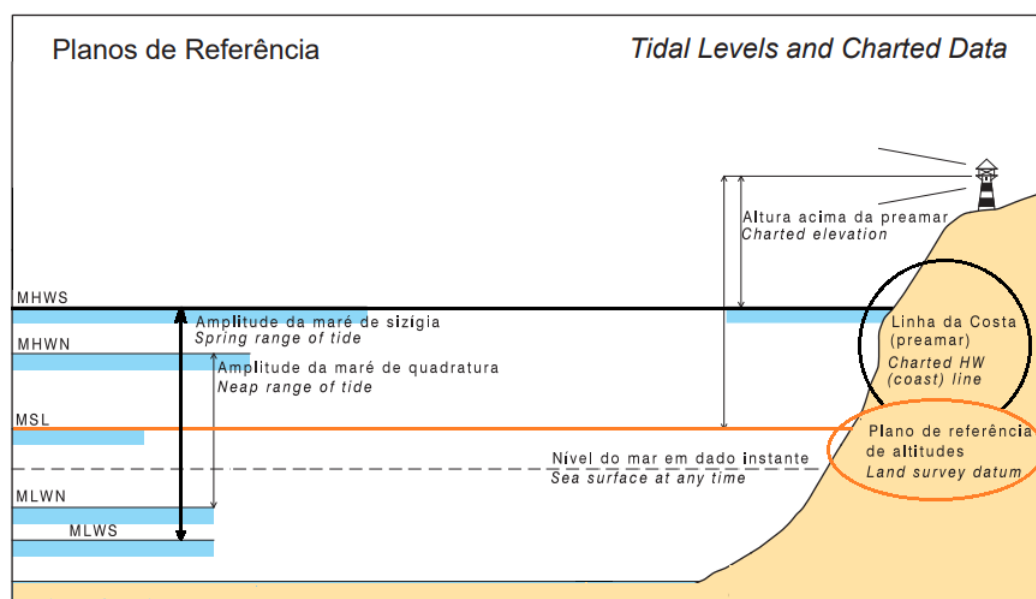 Planos de Referência
Tidal Levels and Charted Data
Altura acima da preamar
Charted elevation
MHWS
Amplitude da maré de sizígia
Spring range of tide
Linha da Costa
(preamar)
Charted HW
(coast) line
MHWN
Amplitude da maré de quadratura
Neap range of tide
MSL
Plano de referência
de altitudes
Land survey datum
Nível do mar em dado instante
Sea surface at any time
MLWN
MLWS